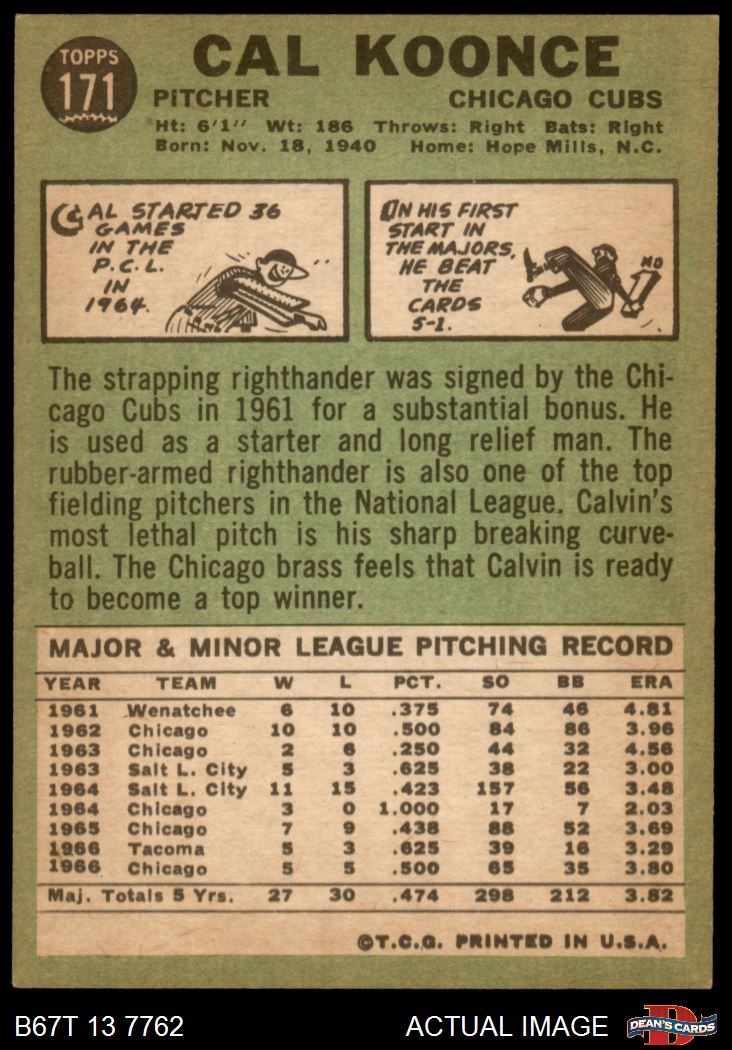 TOPPS
171
CAL KOONCE
PITCHER CHICAGO CUBS
Ht: 6'1" Wt: 186 Throws: Right Bats: Right
Born: Nov. 18, 1940 Home: Hope Mills, N.C.
CAL STARTED 36
GAMES
IN THE
P.C.L.
IN
1964.
ON HIS FIRST
START IN
THE MAJORS,
HE BEAT
THE
CARDS
5-1.
NO
The strapping righthander was signed by the Chi-
cago Cubs in 1961 for a substantial bonus. He
is used as a starter and long relief man. The
rubber-armed righthander is also one of the top
fielding pitchers in the National League. Calvin's
most lethal pitch is his sharp breaking curve-
ball. The Chicago brass feels that Calvin is ready
to become a top winner.
MAJOR & MINOR LEAGUE PITCHING RECORD
YEAR TEAM W L PCT. SO BB ERA
1961 Wenatchee 6 10 .375 74 46 4.81
1962 Chicago 10 10 .500 84 86 3.96
1963 Chicago 2 6 .250 44 32 4.56
1963 Salt L. City 5 3 .625 38 22 3.00
1964 Salt L. City 11 15 .423 157 56 3.48
1964 Chicago 3 0 1.000 17 7 2.03
1965 Chicago 7 9 .438 88 52 3.69
1966 Tacoma 5 3 .625 39 16 3.29
1966 Chicago 5 5 .500 65 35 3.80
Maj. Totals 5 Yrs. 27 30 .474 298 212 3.82
©T.C.G. PRINTED IN U.S.A.
B67T 13 7762 ACTUAL IMAGE D DEAN'S CARDS